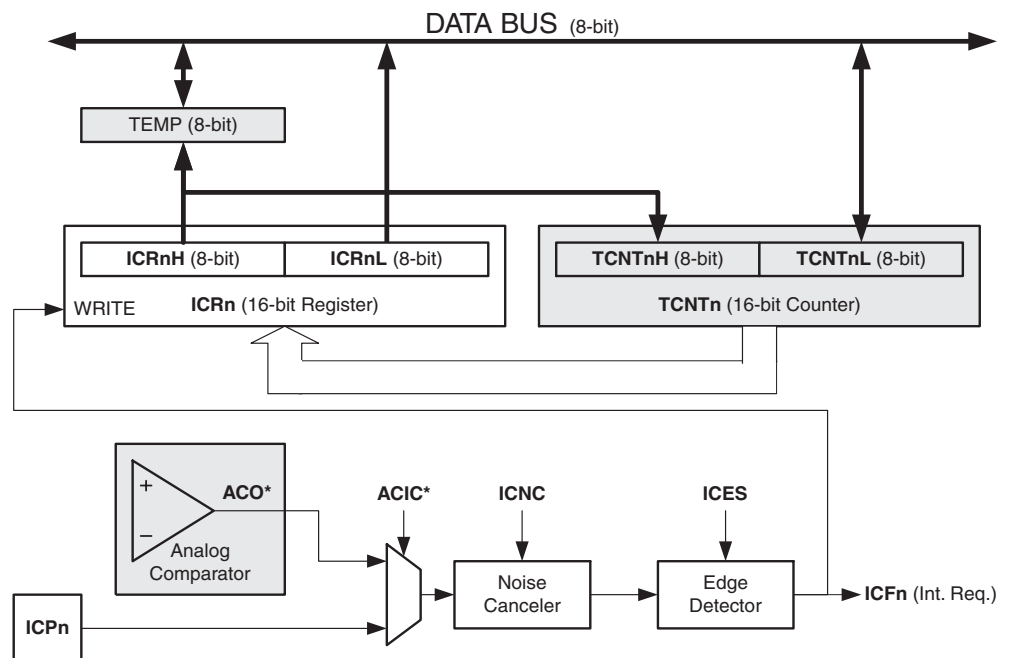 DATA BUS (8-bit)
TEMP (8-bit)
ICRnH (8-bit)
ICRnL (8-bit)
TCNTnH (8-bit)
TCNTnL (8-bit)
WRITE
ICRn (16-bit Register)
TCNTn (16-bit Counter)
+
−
ACO*
Analog
Comparator
ACIC*
ICNC
ICES
Noise
Canceler
Edge
Detector
ICFn (Int. Req.)
ICPn